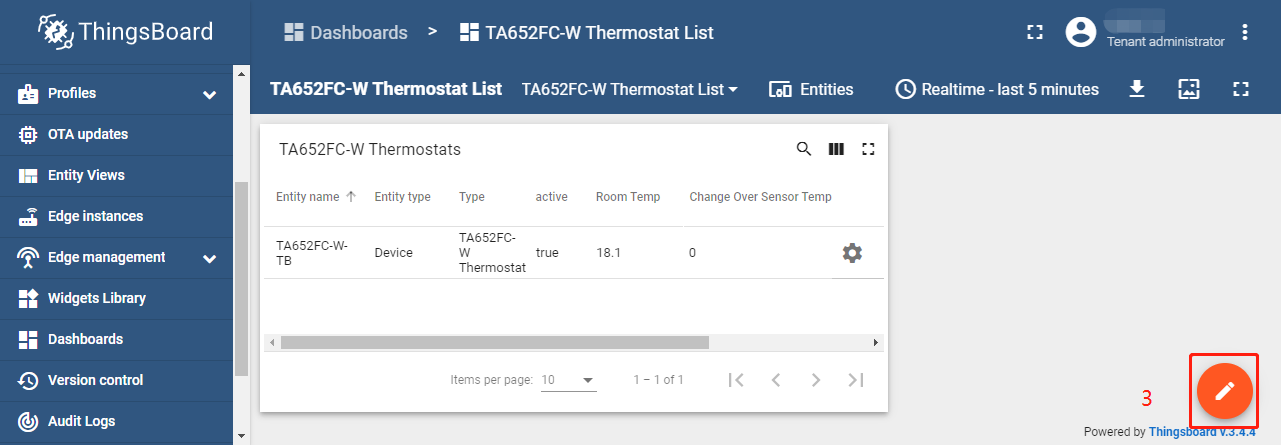 ThingsBoard
Dashboards > TA652FC-W Thermostat List
Tenant administrator
Profiles
OTA updates
Entity Views
Edge instances
Edge management
Widgets Library
Dashboards
Version control
Audit Logs
TA652FC-W Thermostat List TA652FC-W Thermostat List Entities Realtime - last 5 minutes
TA652FC-W Thermostats
Entity name Entity type Type active Room Temp Change Over Sensor Temp
TA652FC-W-
TB
Device
TA652FC-
W
Thermostat
true
18.1
0
Items per page: 10 1 – 1 of 1
3
Powered by Thingsboard v.3.4.4